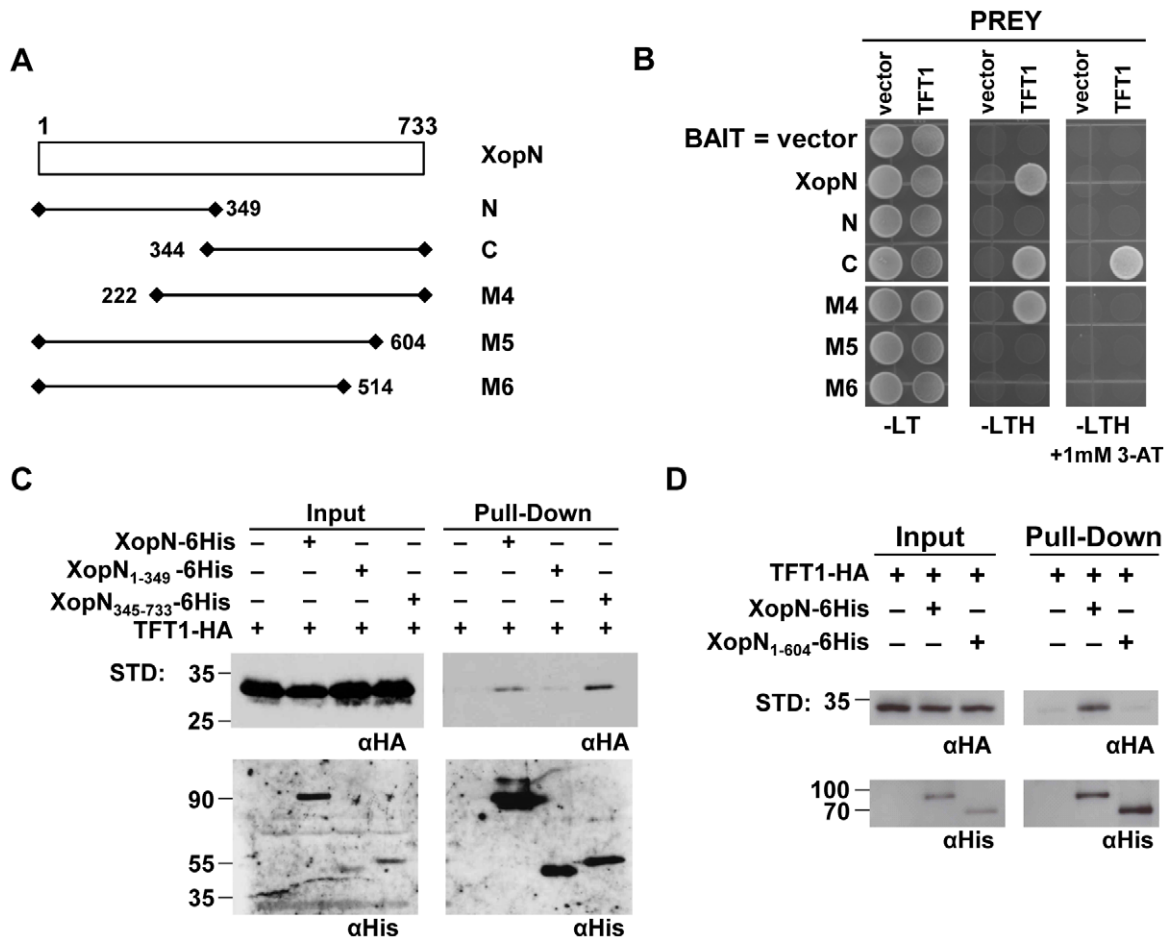 A
1 733
XopN
349 N
344 C
222 M4
604 M5
514 M6
B
PREY
vector TFT1 vector TFT1 vector TFT1
BAIT = vector
XopN
N
C
M4
M5
M6
-LT -LTH -LTH
+1mM 3-AT
C
Input Pull-Down
XopN-6His – + – – – + – –
XopN1-349 -6His – – + – – – + –
XopN345-733-6His – – – + – – – +
TFT1-HA + + + + + + + +
STD: 35
25
αHA αHA
90
55
35
αHis αHis
D
Input Pull-Down
TFT1-HA + + + + + +
XopN-6His – + – – + –
XopN1-604-6His – – + – – +
STD: 35
αHA αHA
100
70
αHis αHis